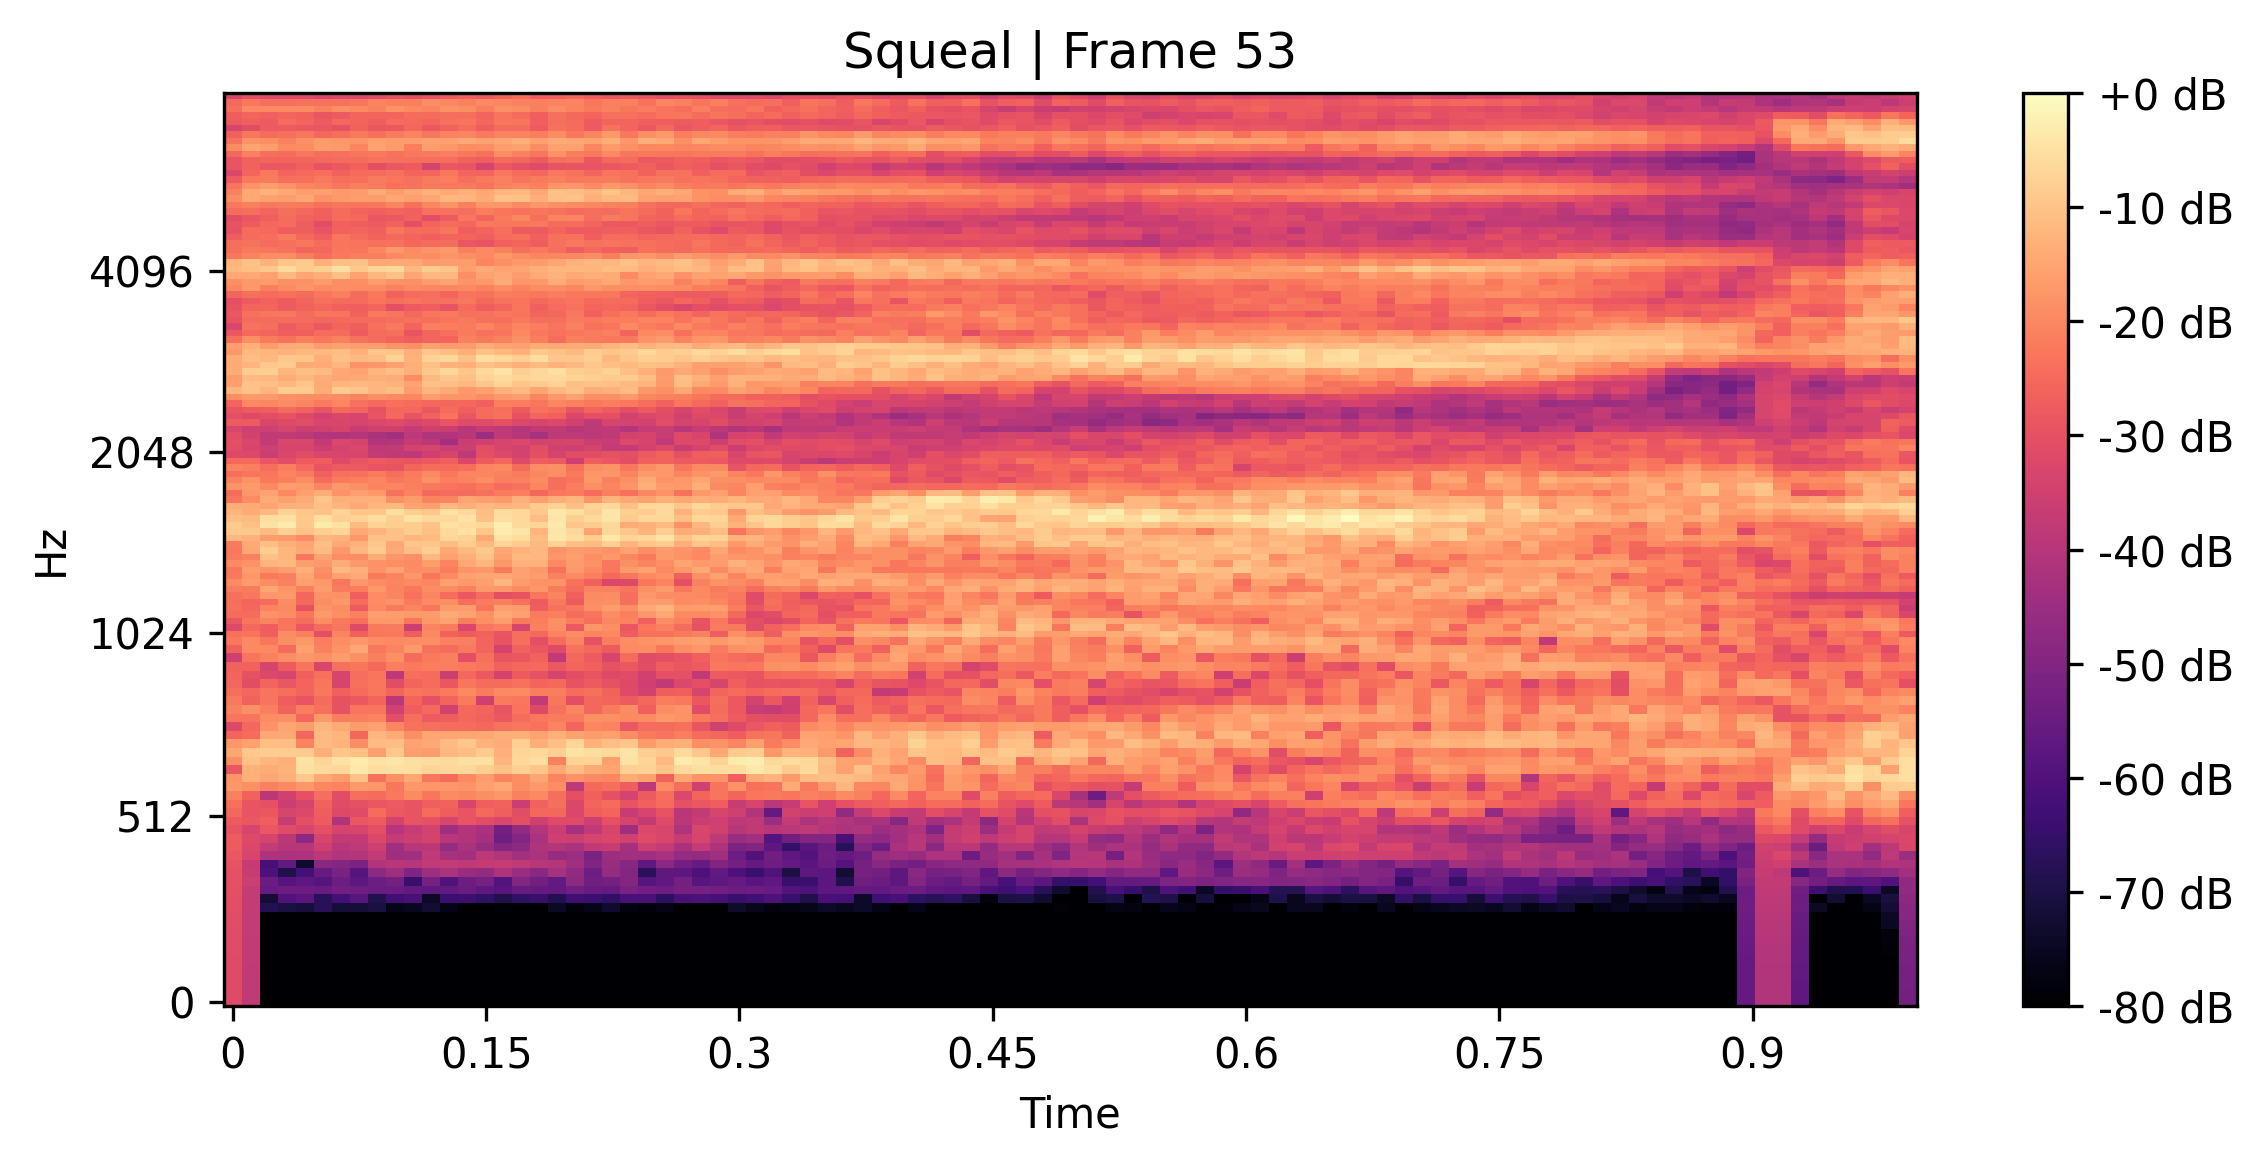 Squeal | Frame 53
Hz
4096
2048
1024
512
0
0 0.15 0.3 0.45 0.6 0.75 0.9
Time
+0 dB
-10 dB
-20 dB
-30 dB
-40 dB
-50 dB
-60 dB
-70 dB
-80 dB